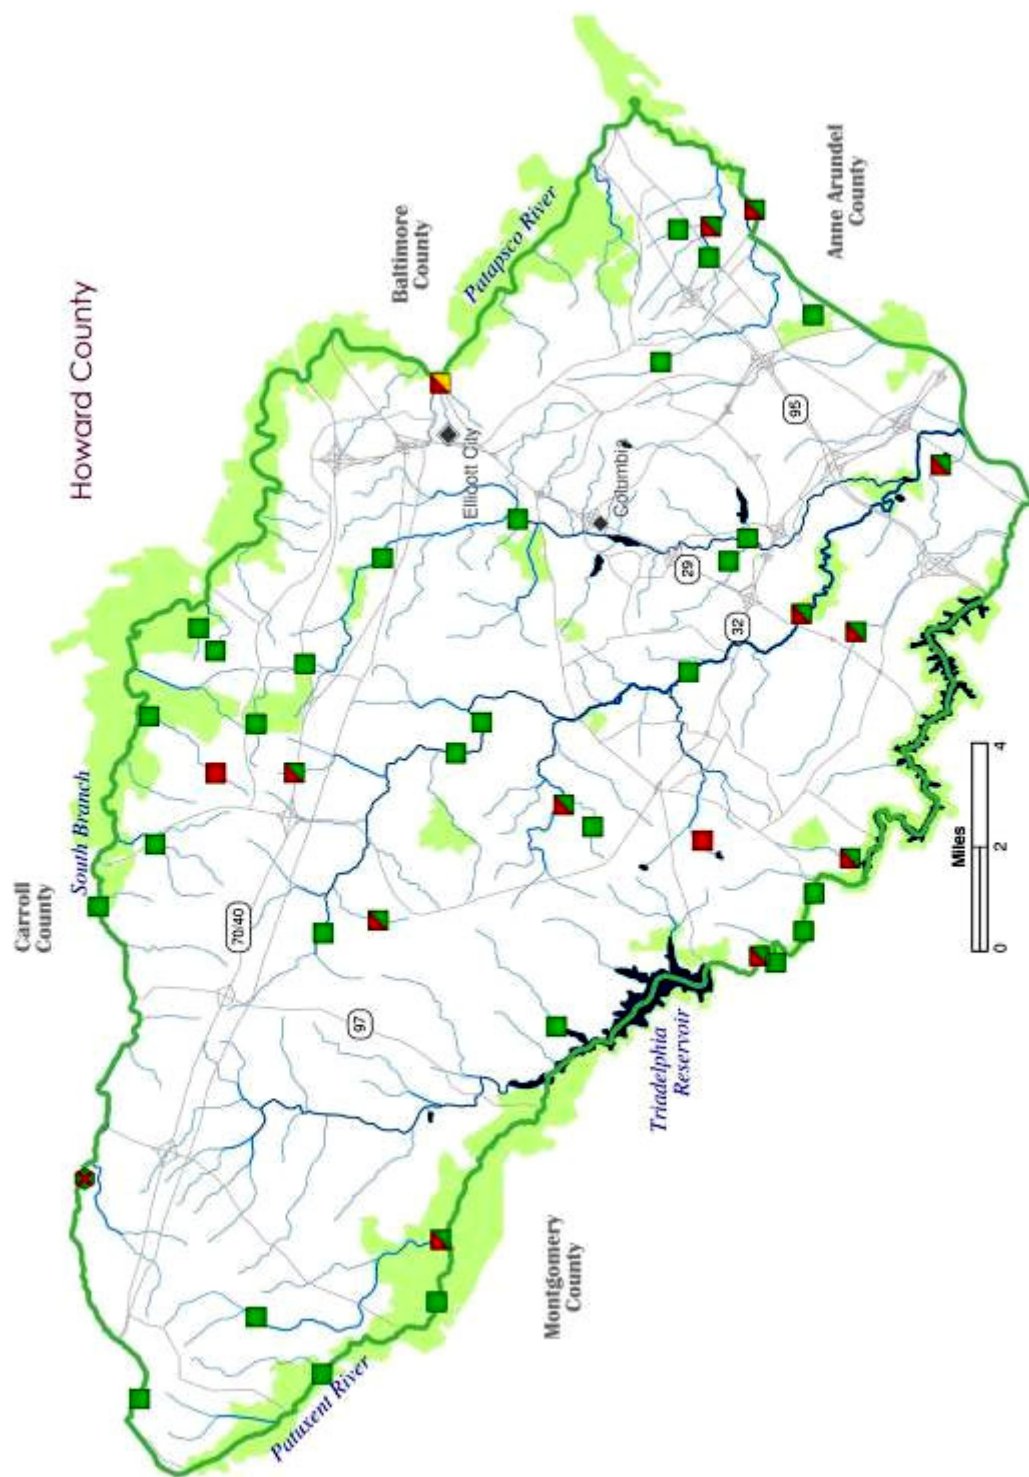 Howard County
Carroll
County
South Branch
Baltimore
County
Patapsco River
Anne Arundel
County
70/40
97
Ellicott City
Columbia
29
32
95
Triadelphia
Reservoir
Patuxent River
Montgomery
County
0 2 4
Miles